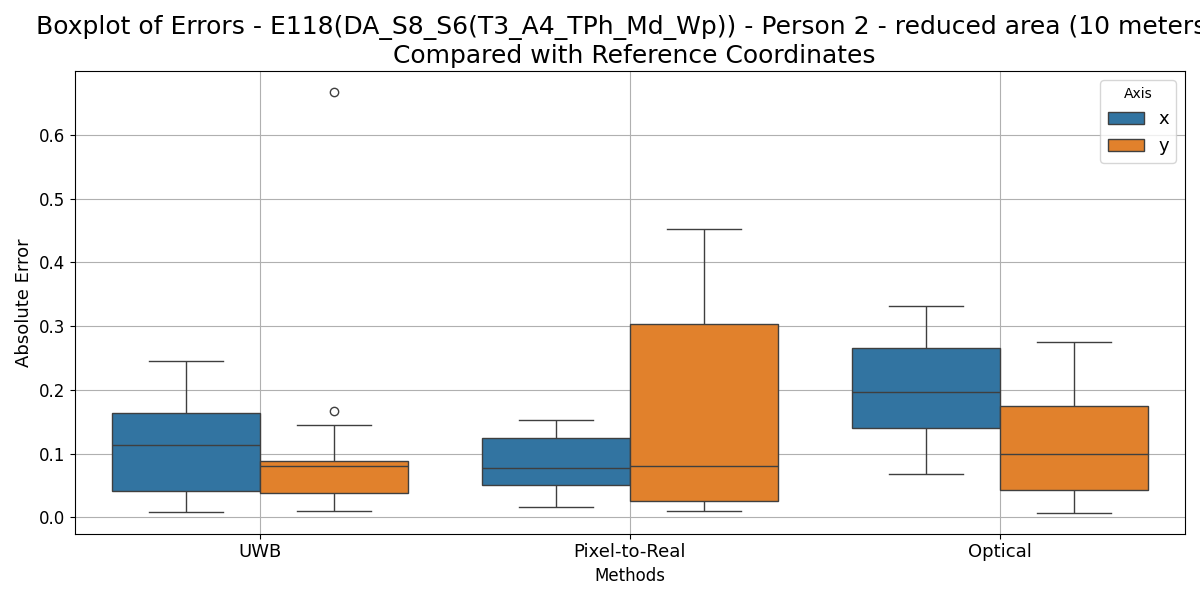 Boxplot of Errors - E118(DA_S8_S6(T3_A4_TPh_Md_Wp)) - Person 2 - reduced area (10 meters
Compared with Reference Coordinates
Axis
x
y
Absolute Error
0.6
0.5
0.4
0.3
0.2
0.1
0.0
UWB
Pixel-to-Real
Optical
Methods